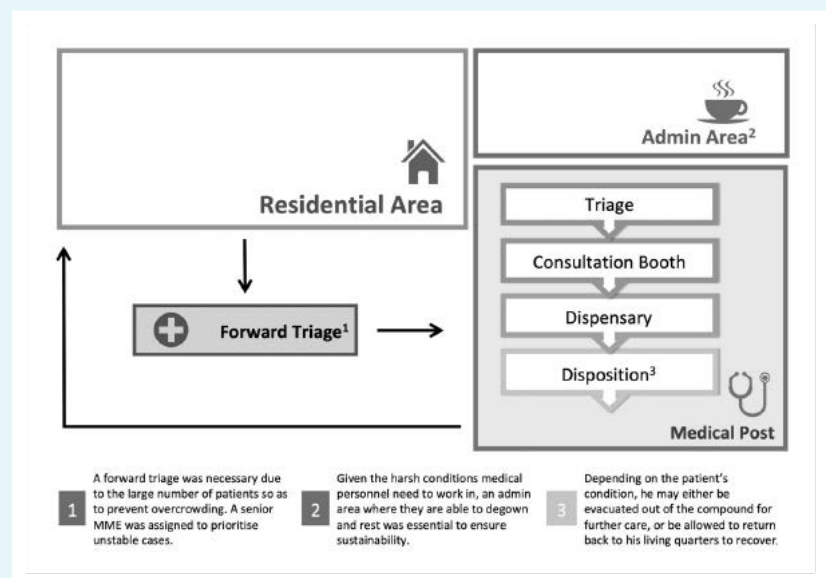 Admin Area²
Residential Area
Triage
Consultation Booth
Dispensary
Disposition³
Medical Post
Forward Triage¹
1
A forward triage was necessary due
to the large number of patients so as
to prevent overcrowding. A senior
MME was assigned to prioritise
unstable cases.
2
Given the harsh conditions medical
personnel need to work in, an admin
area where they are able to degown
and rest was essential to ensure
sustainability.
3
Depending on the patient's
condition, he may either be
evacuated out of the compound for
further care, or be allowed to return
back to his living quarters to recover.